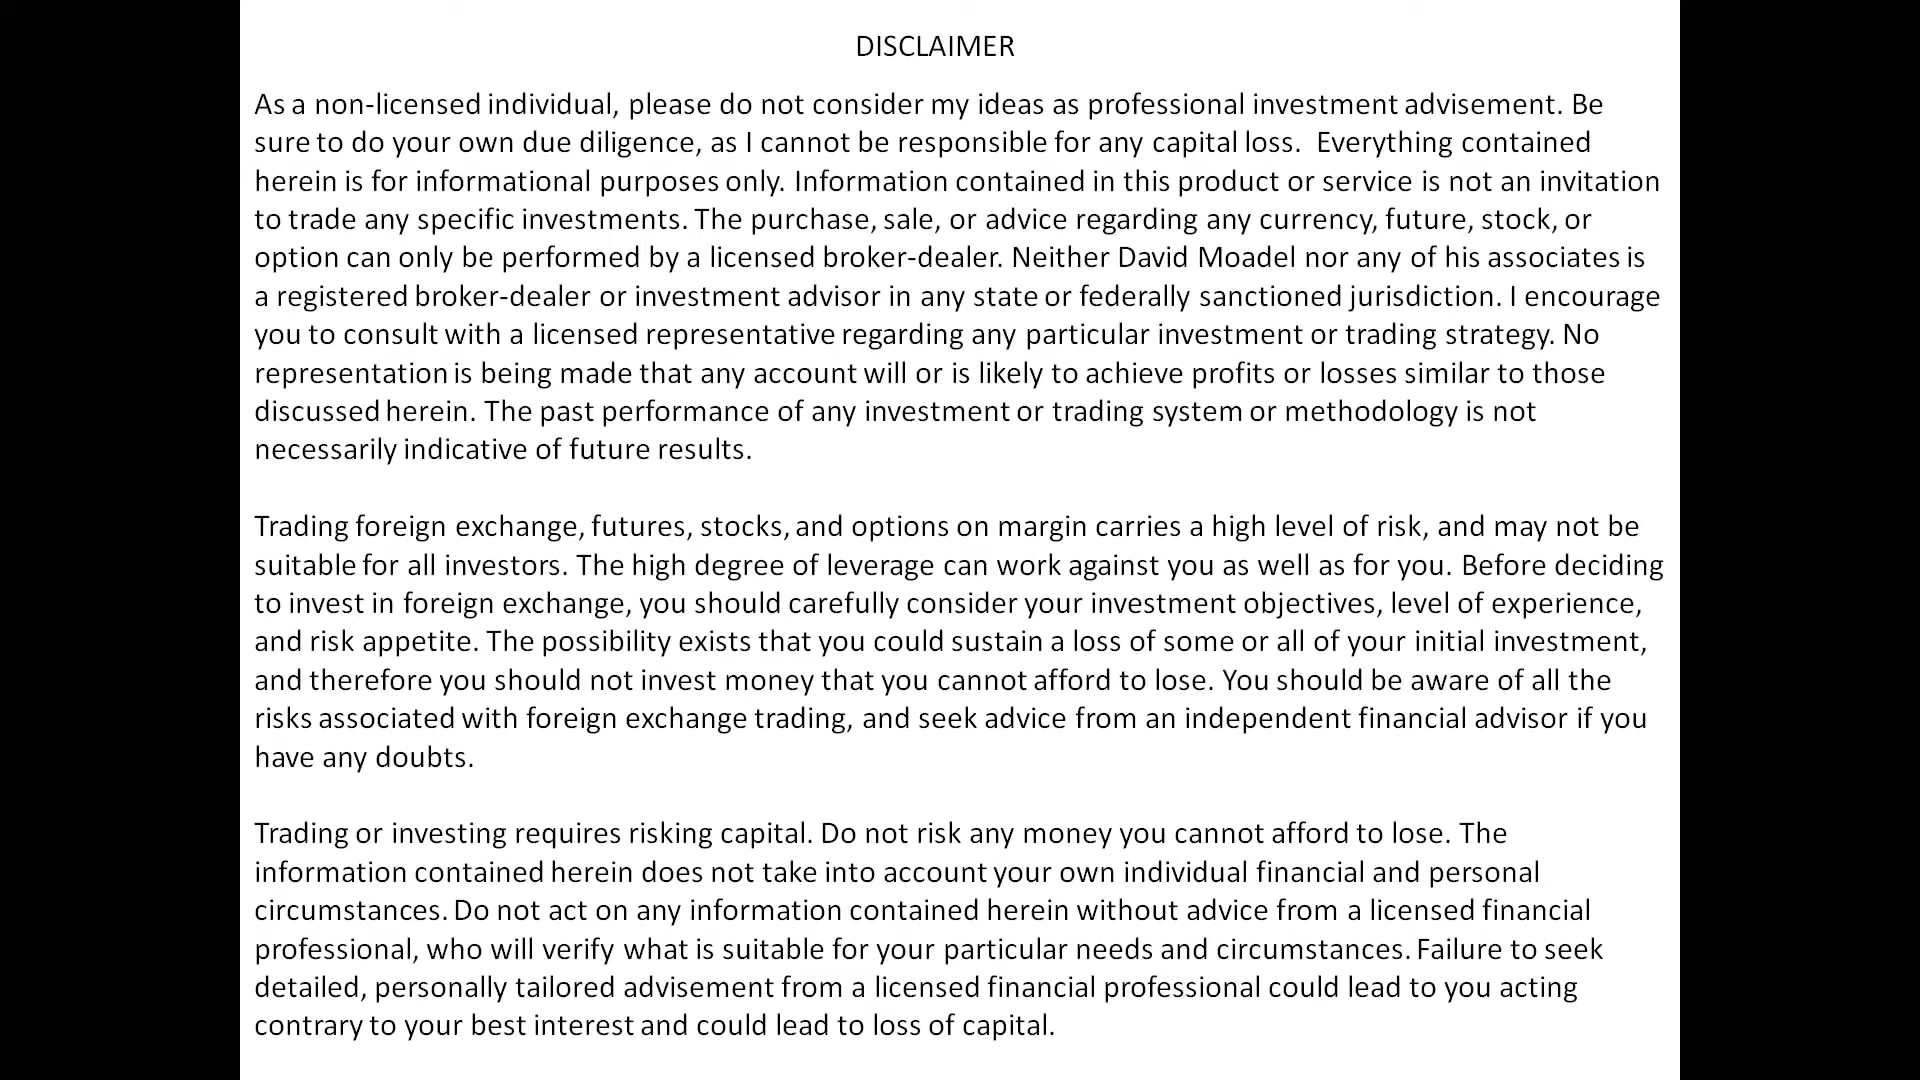 DISCLAIMER
As a non-licensed individual, please do not consider my ideas as professional investment advisement. Be
sure to do your own due diligence, as I cannot be responsible for any capital loss.  Everything contained
herein is for informational purposes only. Information contained in this product or service is not an invitation
to trade any specific investments. The purchase, sale, or advice regarding any currency, future, stock, or
option can only be performed by a licensed broker-dealer. Neither David Moadel nor any of his associates is
a registered broker-dealer or investment advisor in any state or federally sanctioned jurisdiction. I encourage
you to consult with a licensed representative regarding any particular investment or trading strategy. No
representation is being made that any account will or is likely to achieve profits or losses similar to those
discussed herein. The past performance of any investment or trading system or methodology is not
necessarily indicative of future results.
Trading foreign exchange, futures, stocks, and options on margin carries a high level of risk, and may not be
suitable for all investors. The high degree of leverage can work against you as well as for you. Before deciding
to invest in foreign exchange, you should carefully consider your investment objectives, level of experience,
and risk appetite. The possibility exists that you could sustain a loss of some or all of your initial investment,
and therefore you should not invest money that you cannot afford to lose. You should be aware of all the
risks associated with foreign exchange trading, and seek advice from an independent financial advisor if you
have any doubts.
Trading or investing requires risking capital. Do not risk any money you cannot afford to lose. The
information contained herein does not take into account your own individual financial and personal
circumstances. Do not act on any information contained herein without advice from a licensed financial
professional, who will verify what is suitable for your particular needs and circumstances. Failure to seek
detailed, personally tailored advisement from a licensed financial professional could lead to you acting
contrary to your best interest and could lead to loss of capital.